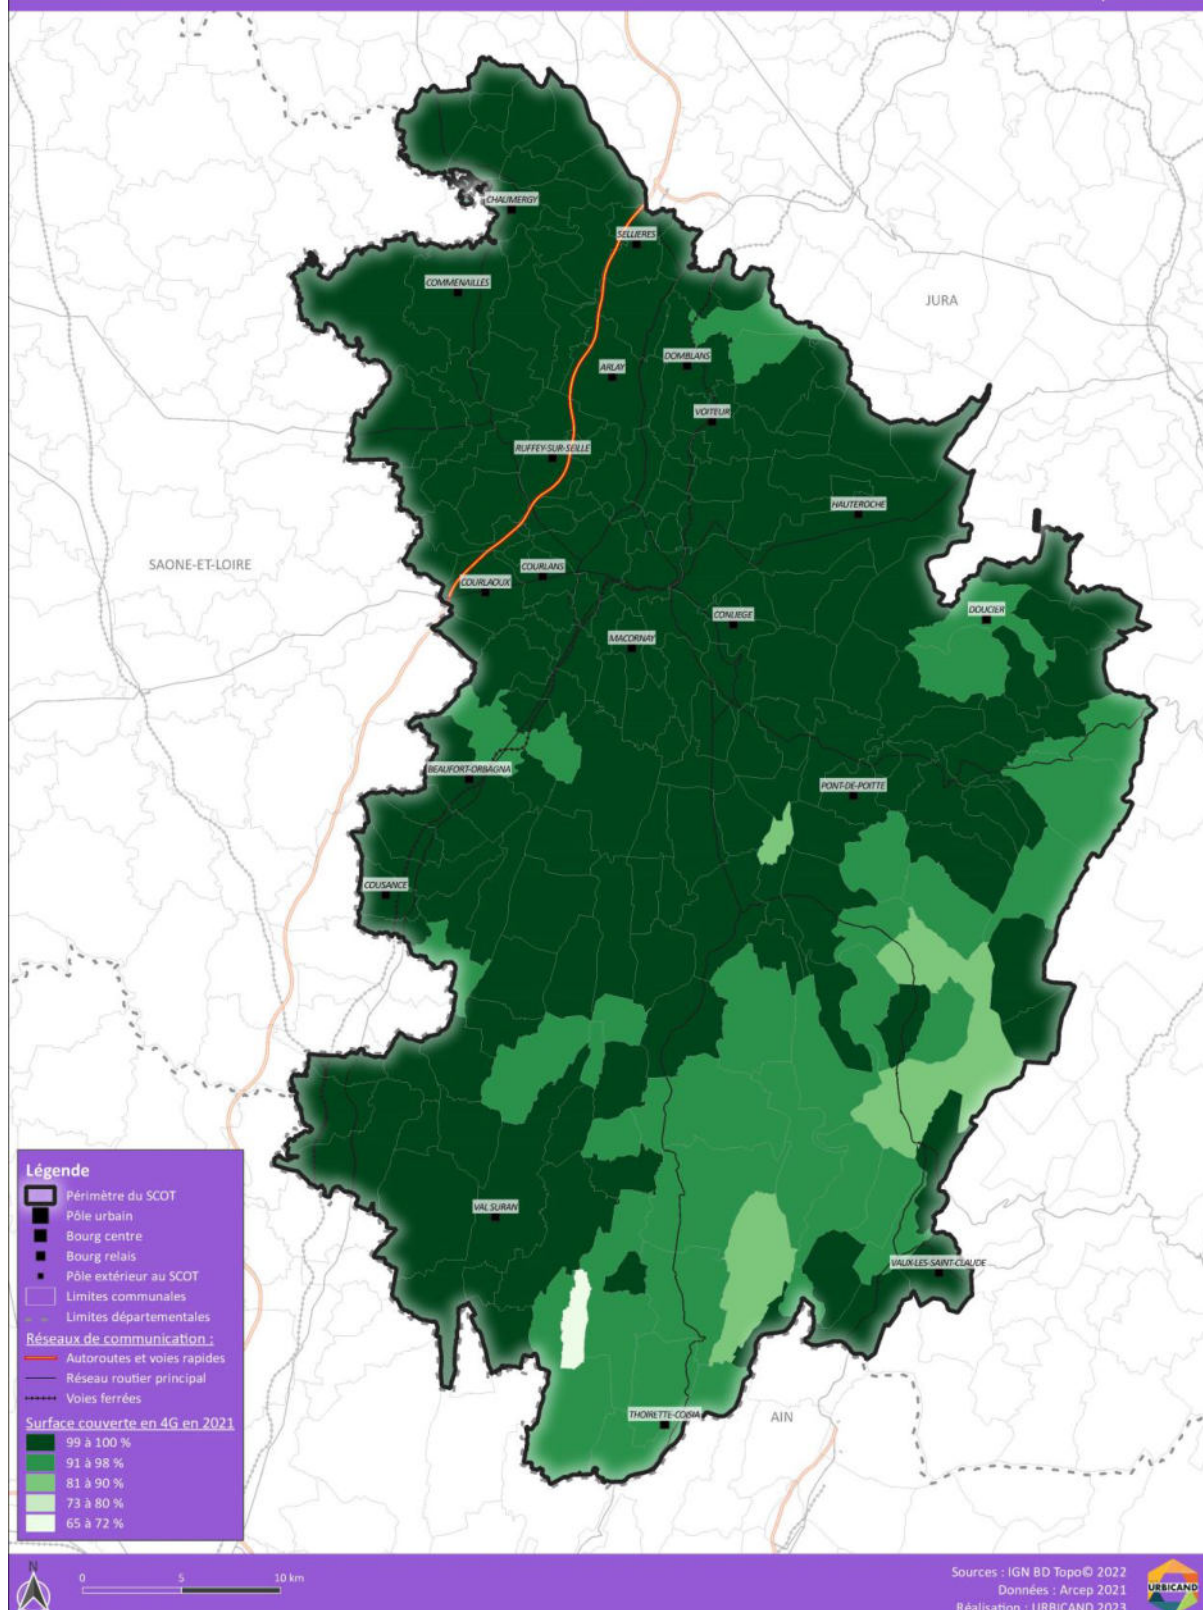 CHAUMERGY
SELLIERES
COMMENAILLES
JURA
ARLAY
DOMBLANS
VOITEUR
RUFFEY-SUR-SEILLE
HAUTEROCHE
SAONE-ET-LOIRE
COURLANS
COURLAOUX
DOUCIER
CONLIEGE
MACORNAY
BEAUFORT-ORBAGNA
PONT-DE-POITTE
COUSANCE
VAL SURAN
VAUX-LES-SAINT-CLAUDE
THOIRETTE-COISIA
AIN
Légende
Périmètre du SCOT
Pôle urbain
Bourg centre
Bourg relais
Pôle extérieur au SCOT
Limites communales
Limites départementales
Réseaux de communication :
Autoroutes et voies rapides
Réseau routier principal
Voies ferrées
Surface couverte en 4G en 2021
99 à 100 %
91 à 98 %
81 à 90 %
73 à 80 %
65 à 72 %
N
0 5 10 km
Sources : IGN BD Topo© 2022
Données : Arcep 2021
Réalisation : URBICAND 2023
URBICAND